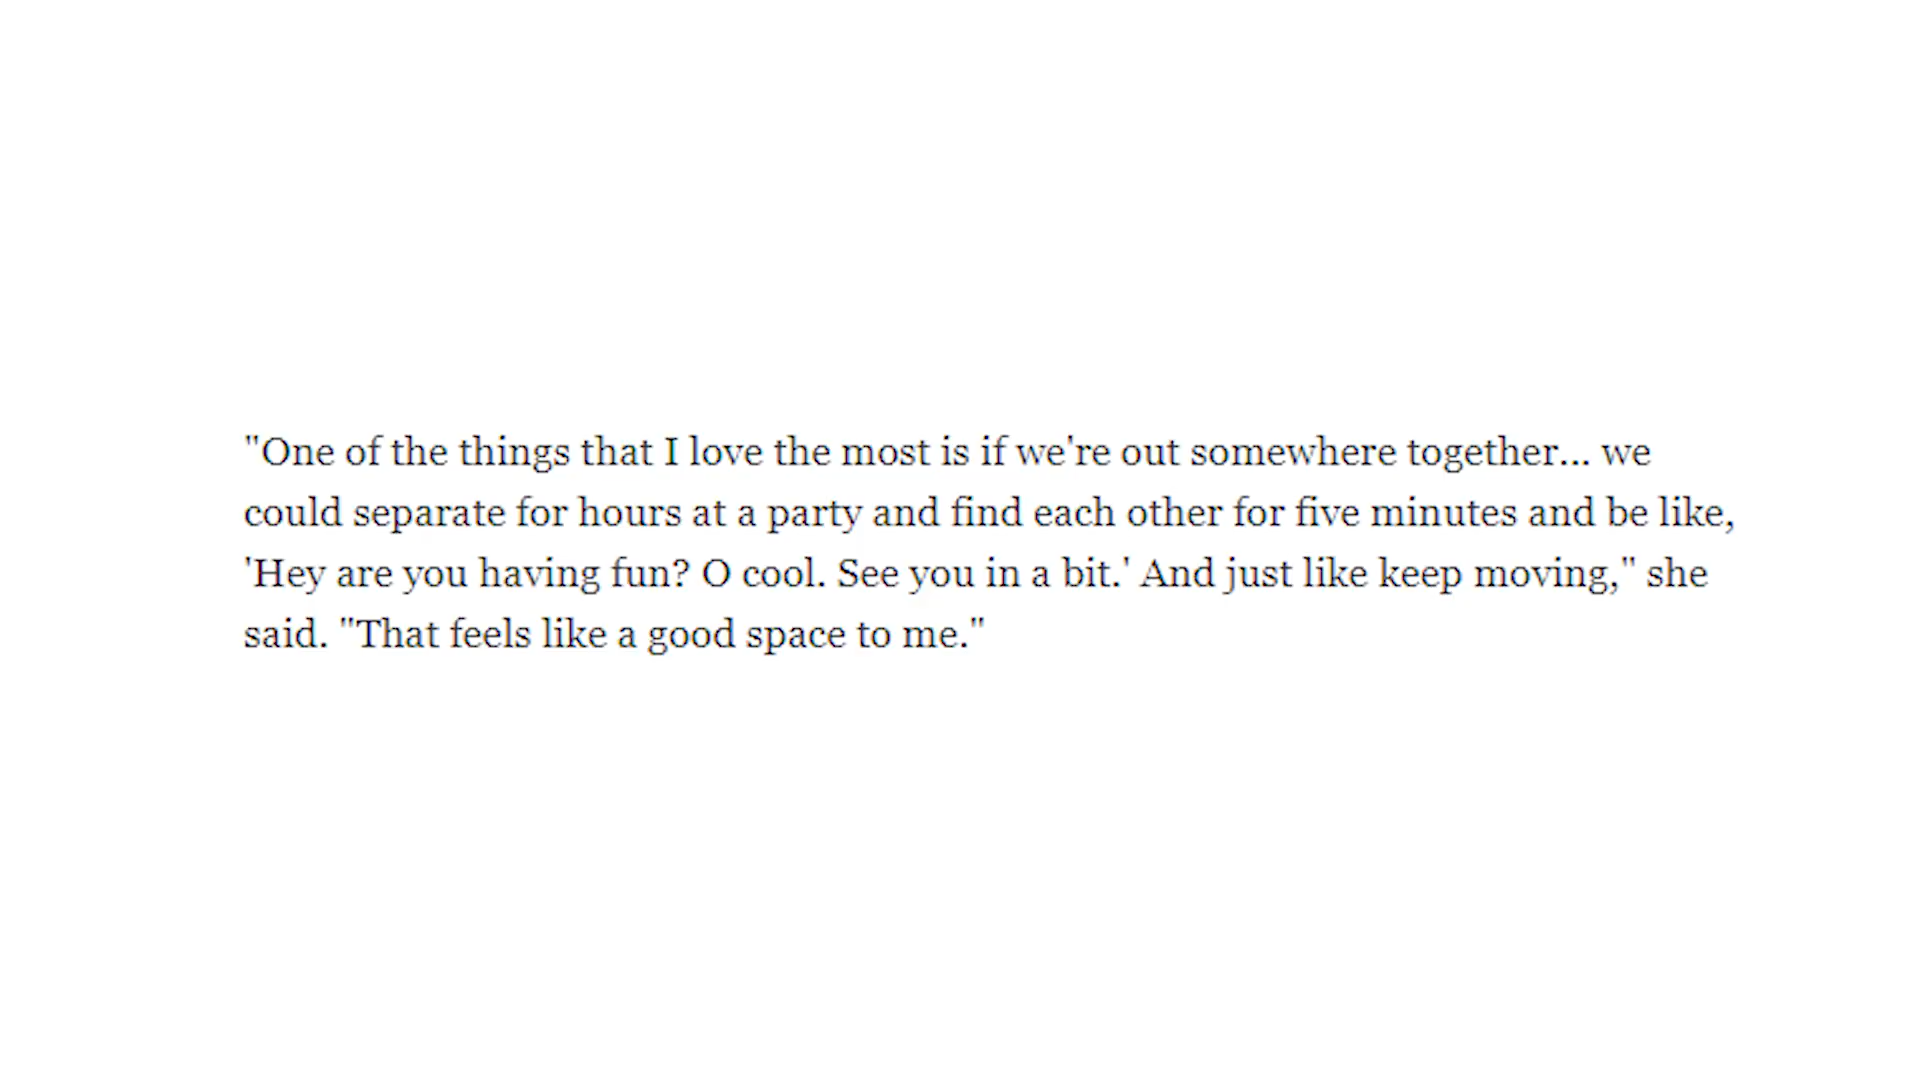 "One of the things that I love the most is if we're out somewhere together... we
could separate for hours at a party and find each other for five minutes and be like,
'Hey are you having fun? O cool. See you in a bit.' And just like keep moving," she
said. "That feels like a good space to me."